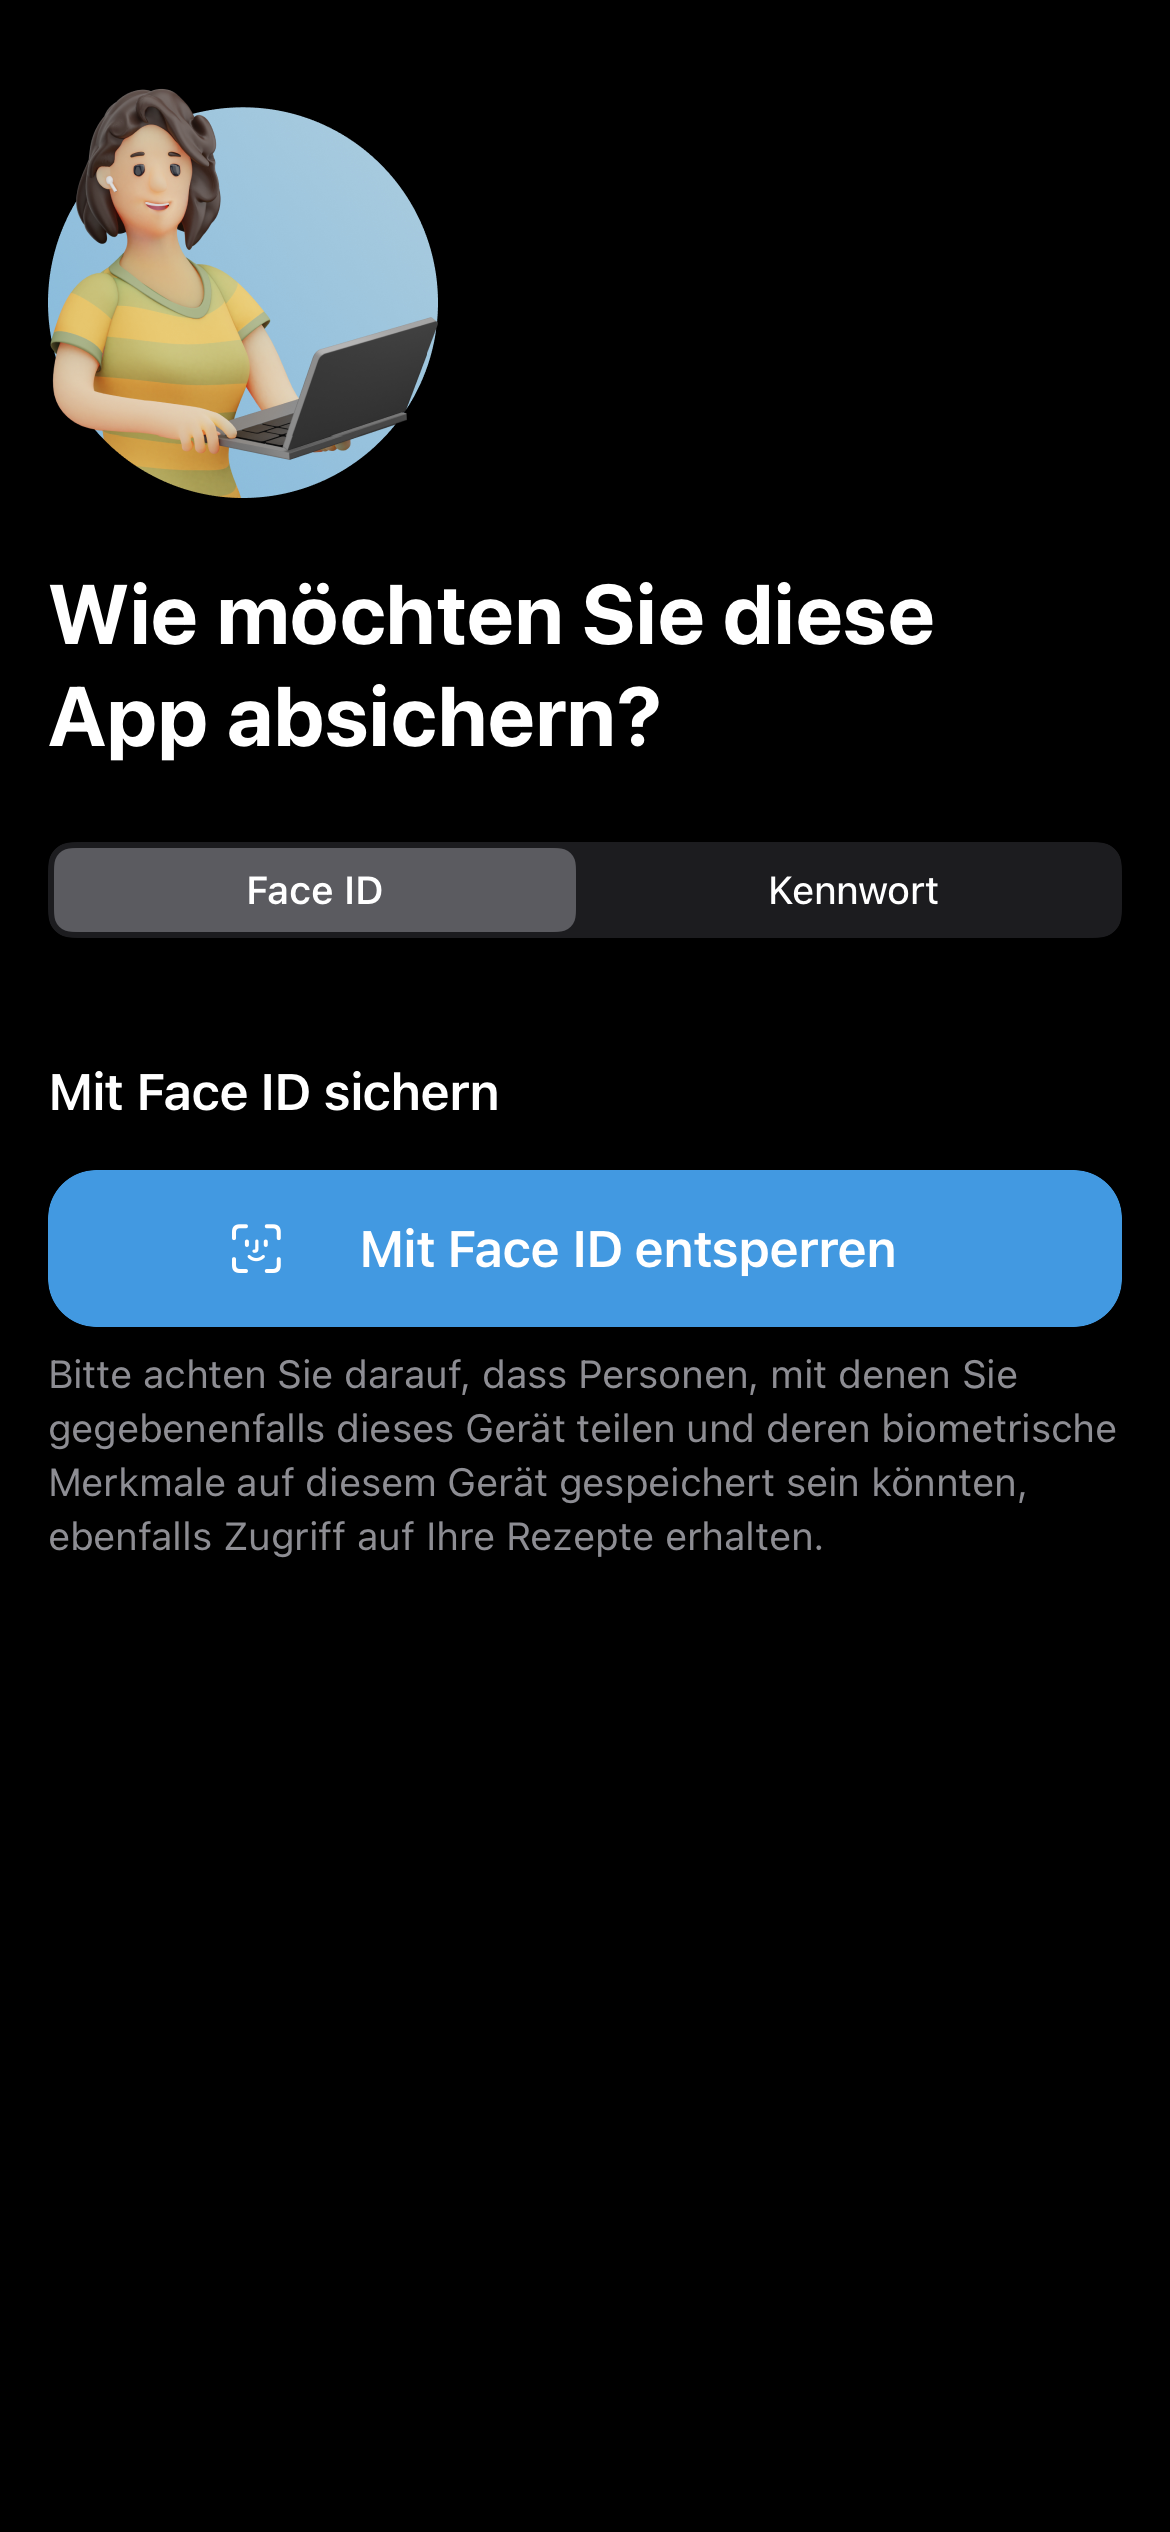 Wie möchten Sie diese
App absichern?
Face ID
Kennwort
Mit Face ID sichern
Mit Face ID entsperren
Bitte achten Sie darauf, dass Personen, mit denen Sie
gegebenenfalls dieses Gerät teilen und deren biometrische
Merkmale auf diesem Gerät gespeichert sein könnten,
ebenfalls Zugriff auf Ihre Rezepte erhalten.